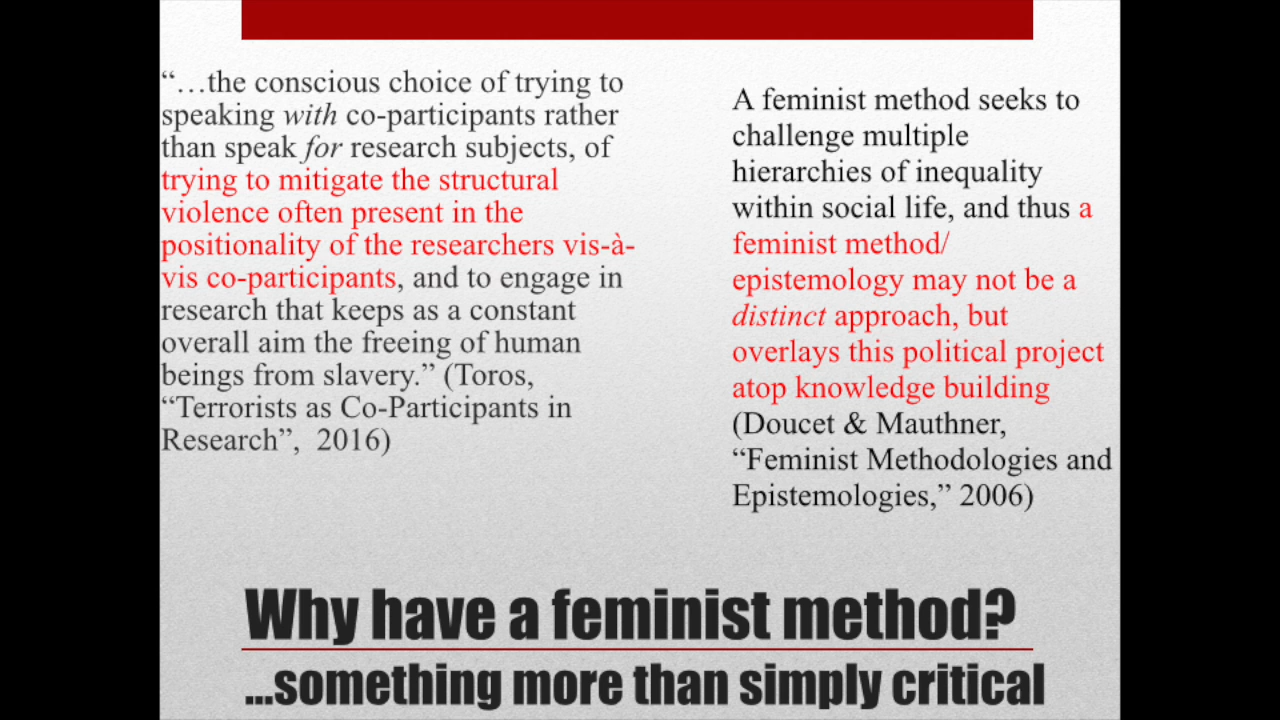 “…the conscious choice of trying to
speaking with co-participants rather
than speak for research subjects, of
trying to mitigate the structural
violence often present in the
positionality of the researchers vis-à-
vis co-participants, and to engage in
research that keeps as a constant
overall aim the freeing of human
beings from slavery.” (Toros,
“Terrorists as Co-Participants in
Research”, 2016)
A feminist method seeks to
challenge multiple
hierarchies of inequality
within social life, and thus a
feminist method/
epistemology may not be a
distinct approach, but
overlays this political project
atop knowledge building
(Doucet & Mauthner,
“Feminist Methodologies and
Epistemologies,” 2006)
Why have a feminist method?
...something more than simply critical